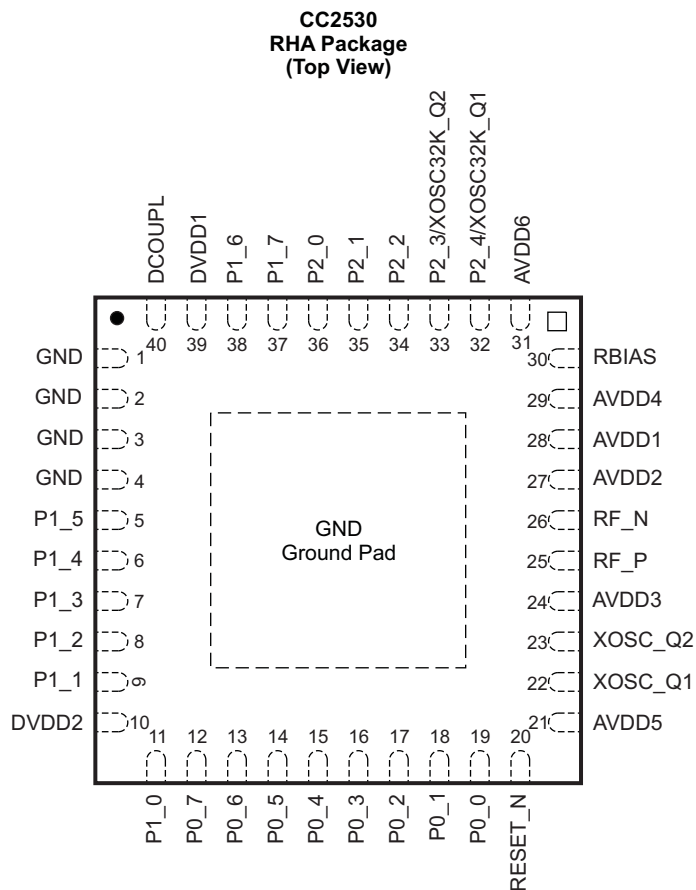 CC2530
RHA Package
(Top View)
DCOUPL
DVDD1
P1_6
P1_7
P2_0
P2_1
P2_2
P2_3/XOSC32K_Q2
P2_4/XOSC32K_Q1
AVDD6
40
39
38
37
36
35
34
33
32
31
GND 1
GND 2
GND 3
GND 4
P1_5 5
P1_4 6
P1_3 7
P1_2 8
P1_1 9
DVDD2 10
GND
Ground Pad
30 RBIAS
29 AVDD4
28 AVDD1
27 AVDD2
26 RF_N
25 RF_P
24 AVDD3
23 XOSC_Q2
22 XOSC_Q1
21 AVDD5
11
12
13
14
15
16
17
18
19
20
P1_0
P0_7
P0_6
P0_5
P0_4
P0_3
P0_2
P0_1
P0_0
RESET_N